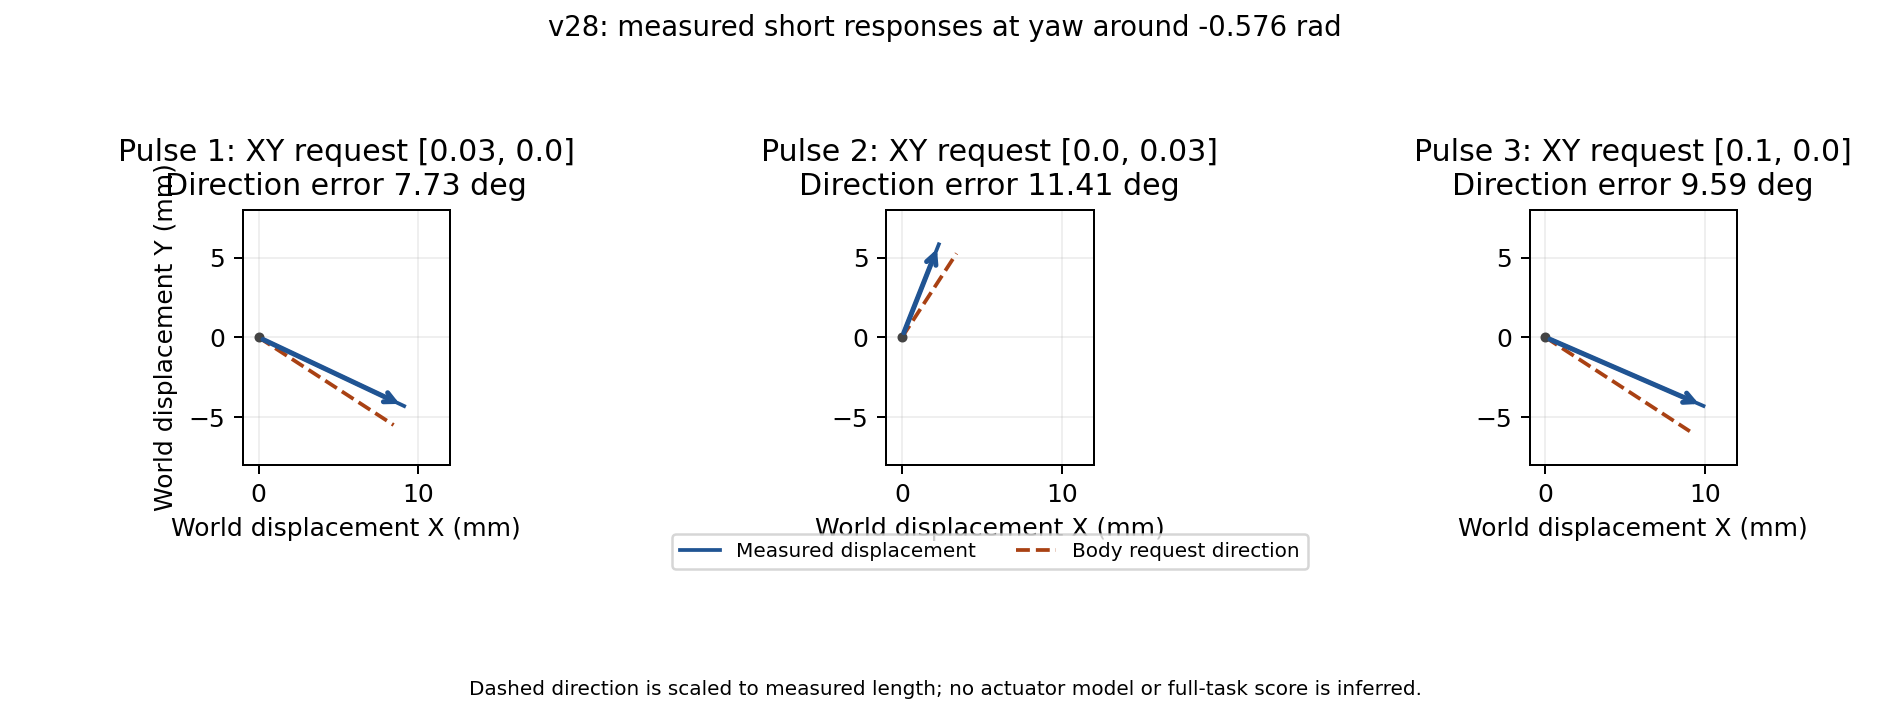 v28: measured short responses at yaw around -0.576 rad
Pulse 1: XY request [0.03, 0.0]
Direction error 7.73 deg
World displacement Y (mm)
5
0
−5
0
10
World displacement X (mm)
Pulse 2: XY request [0.0, 0.03]
Direction error 11.41 deg
5
0
−5
0
10
World displacement X (mm)
Pulse 3: XY request [0.1, 0.0]
Direction error 9.59 deg
5
0
−5
0
10
World displacement X (mm)
Measured displacement
Body request direction
Dashed direction is scaled to measured length; no actuator model or full-task score is inferred.